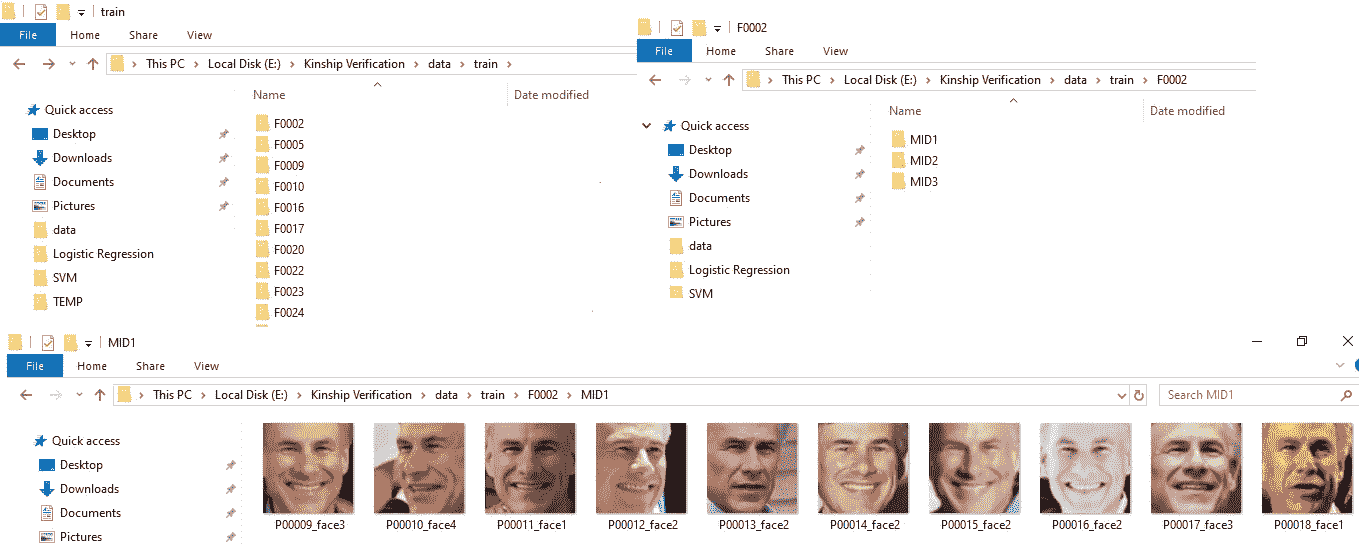 train
File Home Share View
This PC > Local Disk (E:) > Kinship Verification > data > train >
Name Date modified
Quick access
Desktop
Downloads
Documents
Pictures
data
Logistic Regression
SVM
TEMP
F0002
F0005
F0009
F0010
F0016
F0017
F0020
F0022
F0023
F0024
F0002
File Home Share View
This PC > Local Disk (E:) > Kinship Verification > data > train > F0002
Name Date modified
Quick access
Desktop
Downloads
Documents
Pictures
data
Logistic Regression
SVM
MID1
MID2
MID3
MID1
File Home Share View
This PC > Local Disk (E:) > Kinship Verification > data > train > F0002 > MID1
Search MID1
Quick access
Desktop
Downloads
Documents
Pictures
P00009_face3 P00010_face4 P00011_face1 P00012_face2 P00013_face2 P00014_face2 P00015_face2 P00016_face2 P00017_face3 P00018_face1